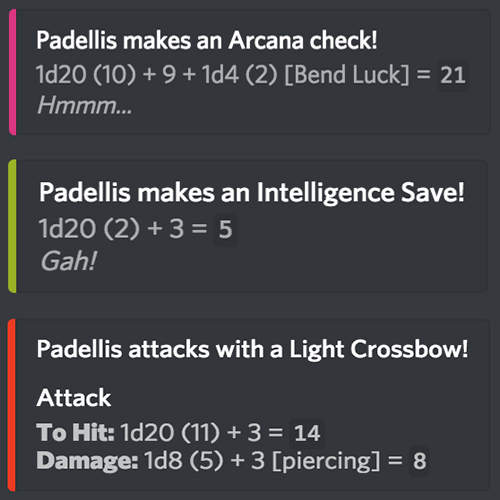 Padellis makes an Arcana check!
1d20 (10) + 9 + 1d4 (2) [Bend Luck] = 21
Hmmm...
Padellis makes an Intelligence Save!
1d20 (2) + 3 = 5
Gah!
Padellis attacks with a Light Crossbow!
Attack
To Hit: 1d20 (11) + 3 = 14
Damage: 1d8 (5) + 3 [piercing] = 8